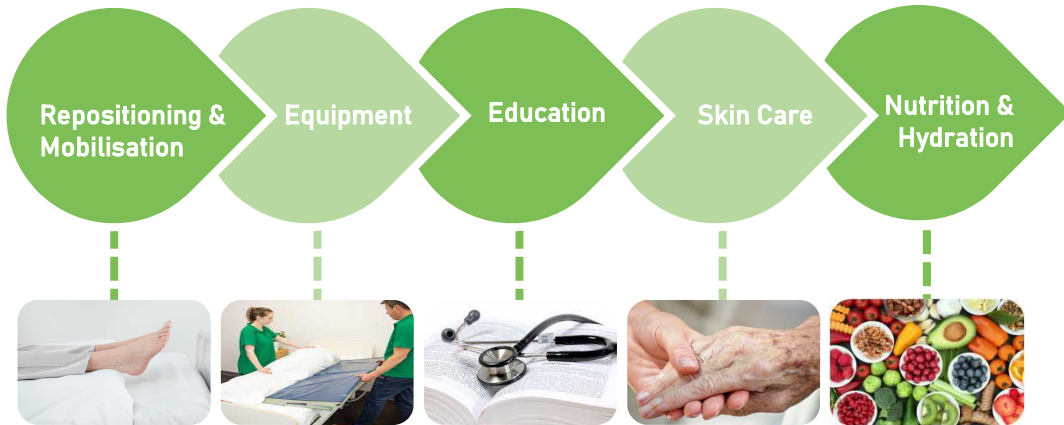 Repositioning &
Mobilisation
Equipment
Education
Skin Care
Nutrition &
Hydration